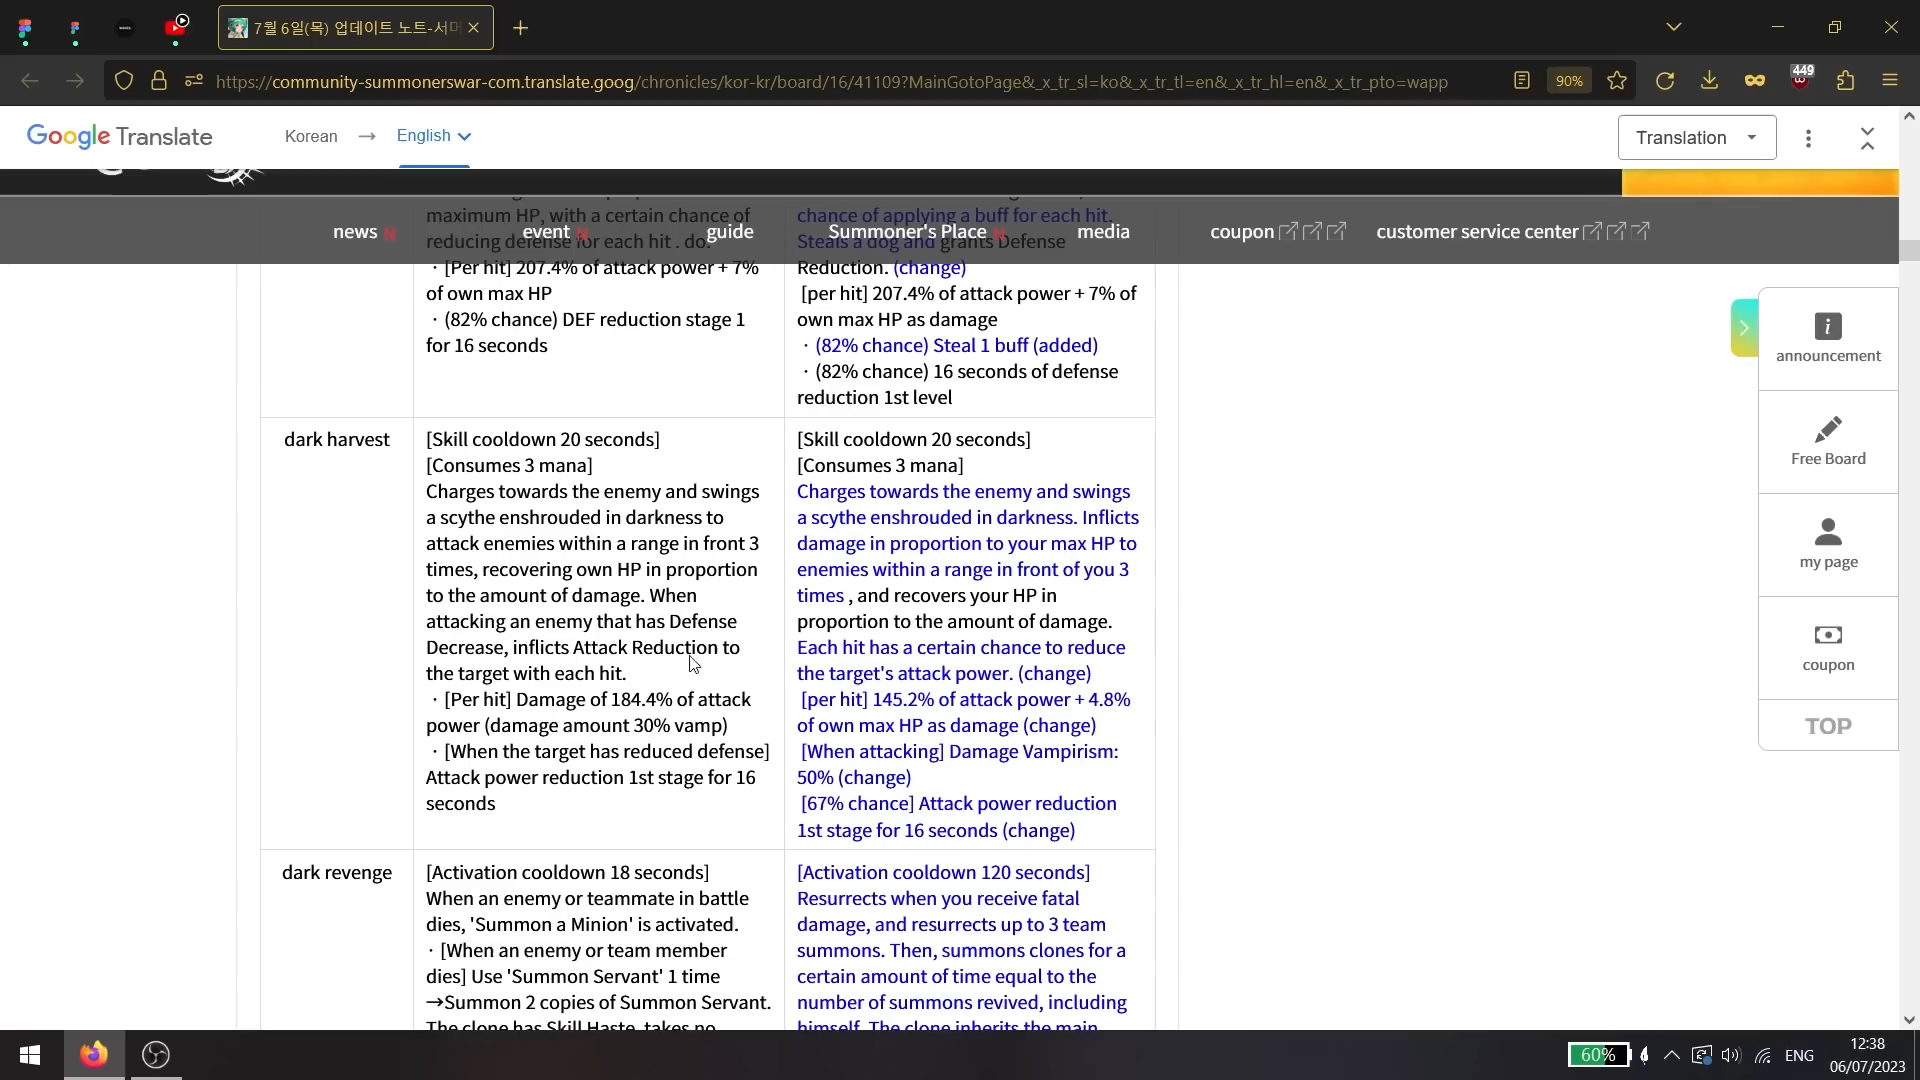 7월 6일(목) 업데이트 노트-서머
https://community-summonerswar-com.translate.goog/chronicles/kor-kr/board/16/41109?MainGotoPage&_x_tr_sl=ko&_x_tr_tl=en&_x_tr_hl=en&_x_tr_pto=wapp
90%
449
Google Translate
Korean → English
Translation
news N
event N
guide
Summoner's Place N
media
coupon
customer service center
maximum HP, with a certain chance of
reducing defense for each hit . do.
· [Per hit] 207.4% of attack power + 7%
of own max HP
· (82% chance) DEF reduction stage 1
for 16 seconds
chance of applying a buff for each hit.
Steals a dog and grants Defense
Reduction. (change)
[per hit] 207.4% of attack power + 7% of
own max HP as damage
· (82% chance) Steal 1 buff (added)
· (82% chance) 16 seconds of defense
reduction 1st level
dark harvest
[Skill cooldown 20 seconds]
[Consumes 3 mana]
Charges towards the enemy and swings
a scythe enshrouded in darkness to
attack enemies within a range in front 3
times, recovering own HP in proportion
to the amount of damage. When
attacking an enemy that has Defense
Decrease, inflicts Attack Reduction to
the target with each hit.
· [Per hit] Damage of 184.4% of attack
power (damage amount 30% vamp)
· [When the target has reduced defense]
Attack power reduction 1st stage for 16
seconds
[Skill cooldown 20 seconds]
[Consumes 3 mana]
Charges towards the enemy and swings
a scythe enshrouded in darkness. Inflicts
damage in proportion to your max HP to
enemies within a range in front of you 3
times , and recovers your HP in
proportion to the amount of damage.
Each hit has a certain chance to reduce
the target's attack power. (change)
[per hit] 145.2% of attack power + 4.8%
of own max HP as damage (change)
[When attacking] Damage Vampirism:
50% (change)
[67% chance] Attack power reduction
1st stage for 16 seconds (change)
dark revenge
[Activation cooldown 18 seconds]
When an enemy or teammate in battle
dies, 'Summon a Minion' is activated.
· [When an enemy or team member
dies] Use 'Summon Servant' 1 time
→Summon 2 copies of Summon Servant.
The clone has Skill Haste, takes no
[Activation cooldown 120 seconds]
Resurrects when you receive fatal
damage, and resurrects up to 3 team
summons. Then, summons clones for a
certain amount of time equal to the
number of summons revived, including
himself. The clone inherits the main
announcement
Free Board
my page
coupon
TOP
60%
ENG
12:38
06/07/2023